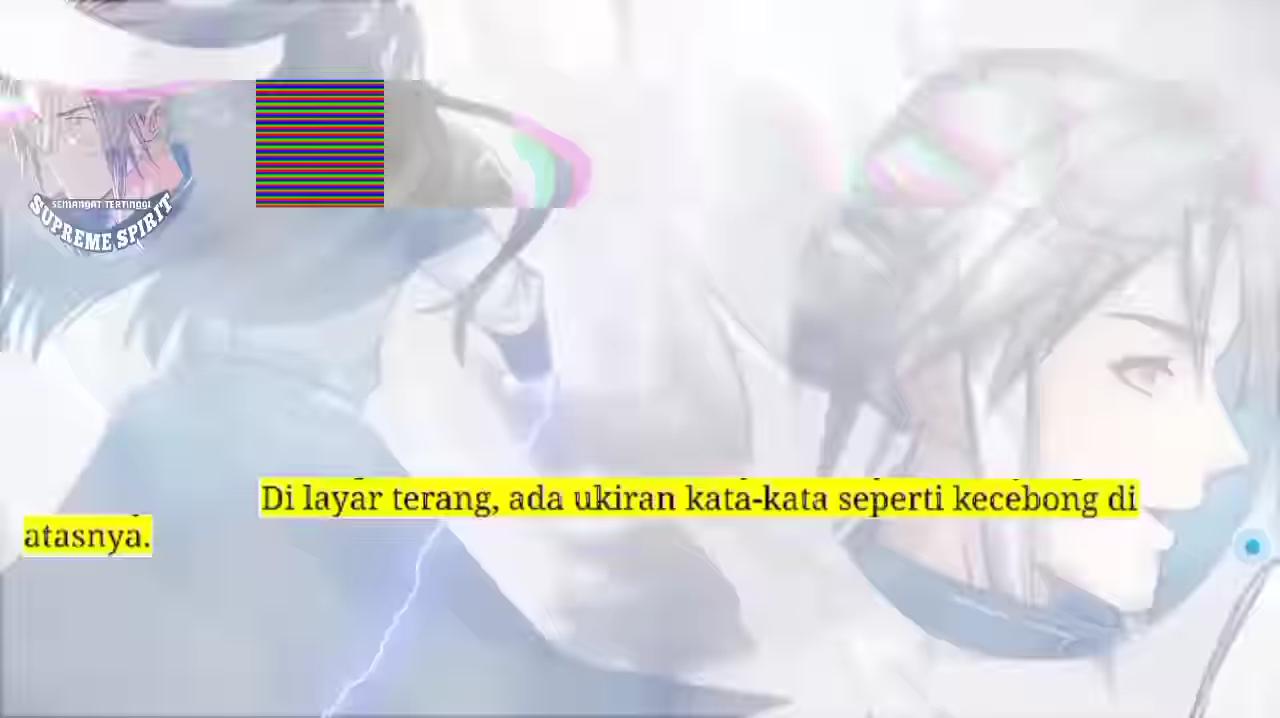 SEMANGAT TERTINGGI
SUPREME SPIRIT
Di layar terang, ada ukiran kata-kata seperti kecebong di
atasnya.